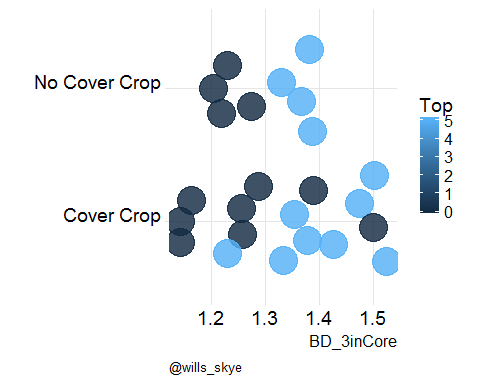 No Cover Crop
Cover Crop
1.2 1.3 1.4 1.5
BD_3inCore
Top
5
4
3
2
1
0
@wills_skye